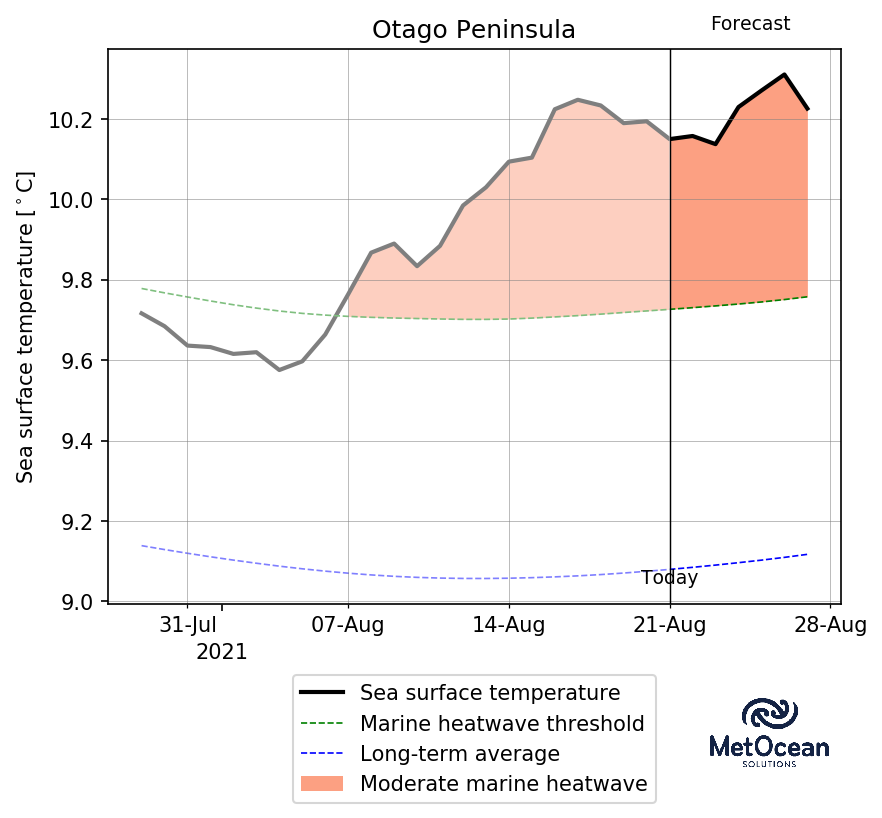 Otago Peninsula
Forecast
Sea surface temperature [°C]
10.2
10.0
9.8
9.6
9.4
9.2
9.0
Today
31-Jul 07-Aug 14-Aug 21-Aug 28-Aug
2021
Sea surface temperature
Marine heatwave threshold
Long-term average
Moderate marine heatwave
MetOcean
SOLUTIONS